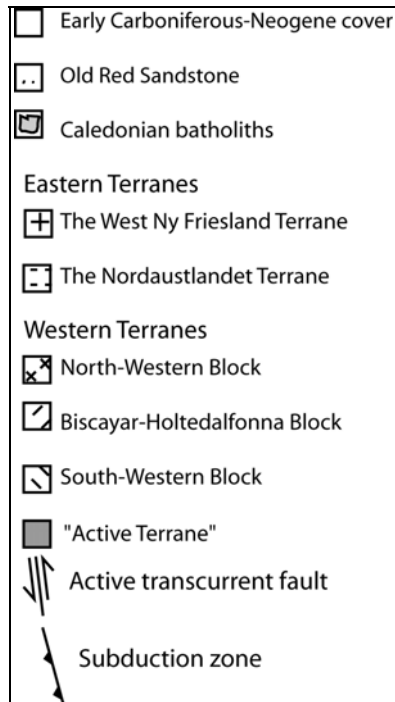 Early Carboniferous-Neogene cover
Old Red Sandstone
Caledonian batholiths
Eastern Terranes
The West Ny Friesland Terrane
The Nordaustlandet Terrane
Western Terranes
North-Western Block
Biscayar-Holtedalfonna Block
South-Western Block
"Active Terrane"
Active transcurrent fault
Subduction zone